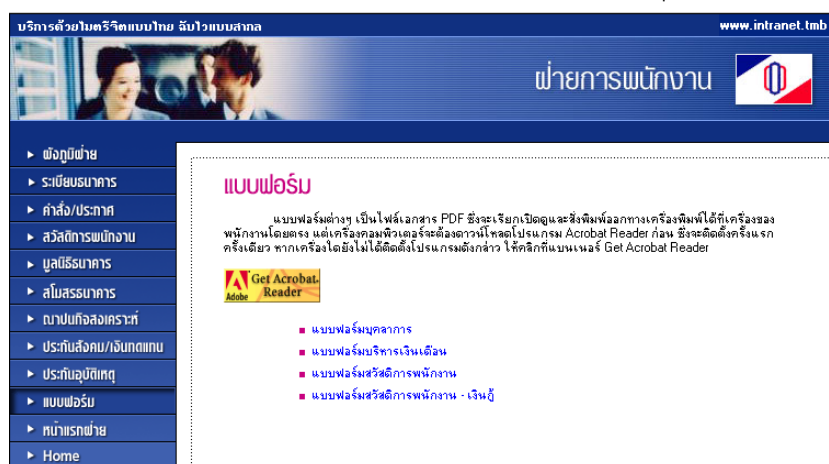 บริการด้วยไมตรีจิตแบบไทย ฉับไวแบบสากล
www.intranet.tmb
ฝ่ายการพนักงาน
ผังภูมิฝ่าย
ระเบียบธนาคาร
คำสั่ง/ประกาศ
สวัสดิการพนักงาน
มูลนิธิธนาคาร
สโมสรธนาคาร
ฌาปนกิจสงเคราะห์
ประกันสังคม/เงินทดแทน
ประกันอุบัติเหตุ
แบบฟอร์ม
หน้าแรกฝ่าย
Home
แบบฟอร์ม
แบบฟอร์มต่างๆ เป็นไฟล์เอกสาร PDF ซึ่งจะเรียกเปิดดูและสั่งพิมพ์ออกทางเครื่องพิมพ์ได้ที่เครื่องของ
พนักงานโดยตรง แต่เครื่องคอมพิวเตอร์จะต้องดาวน์โหลดโปรแกรม Acrobat Reader ก่อน ซึ่งจะติดตั้งครั้งแรก
ครั้งเดียว หากเครื่องใดยังไม่ได้ติดตั้งโปรแกรมดังกล่าว ให้คลิกที่แบนเนอร์ Get Acrobat Reader
Get Acrobat
Adobe Reader
แบบฟอร์มบุคลาการ
แบบฟอร์มบริหารเงินเดือน
แบบฟอร์มสวัสดิการพนักงาน
แบบฟอร์มสวัสดิการพนักงาน - เงินกู้